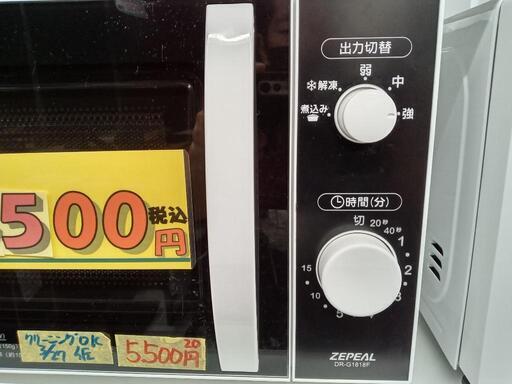 出力切替
弱
❄解凍
中
煮込み
強
500
税込
円
時間(分)
切
20秒
40秒
1
2
3
5
10
15
クリーニングOK
3/27
5.500円
20
ZEPEAL
DR-G1818F